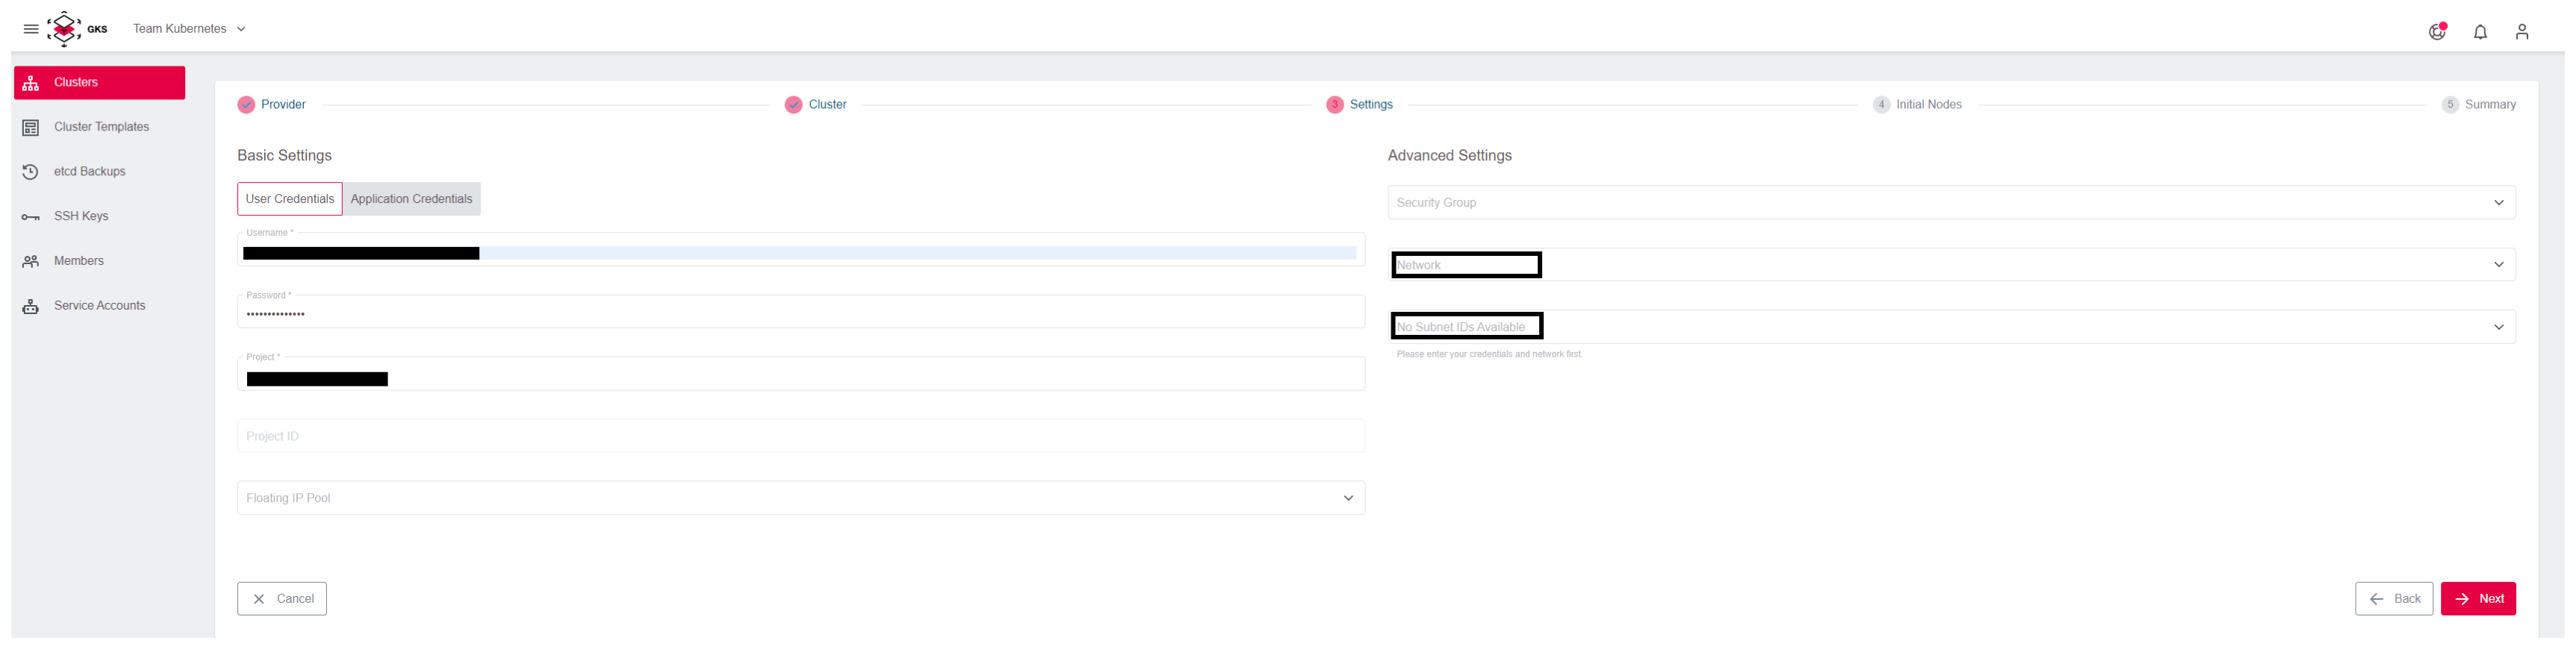 GKS
Team Kubernetes
Clusters
Cluster Templates
etcd Backups
SSH Keys
Members
Service Accounts
Provider
Cluster
3 Settings
4 Initial Nodes
5 Summary
Basic Settings
User Credentials Application Credentials
Username *
Password *
••••••••••••••
Project *
Project ID
Floating IP Pool
Advanced Settings
Security Group
Network
No Subnet IDs Available
Please enter your credentials and network first.
Cancel
Back
Next